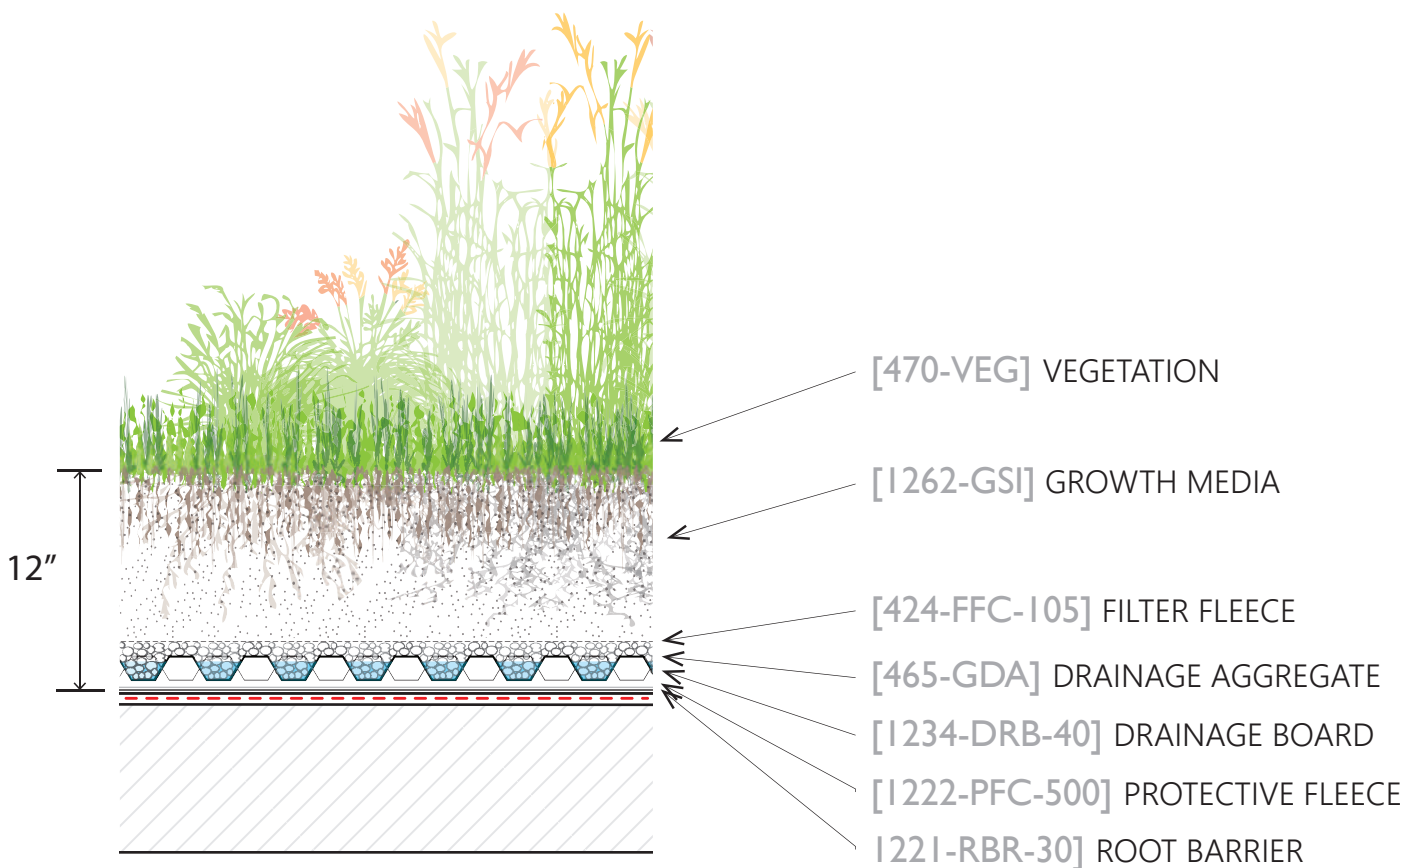 [470-VEG] VEGETATION
[1262-GSI] GROWTH MEDIA
12”
[424-FFC-105] FILTER FLEECE
[465-GDA] DRAINAGE AGGREGATE
[1234-DRB-40] DRAINAGE BOARD
[1222-PFC-500] PROTECTIVE FLEECE
1221-RBR-30] ROOT BARRIER